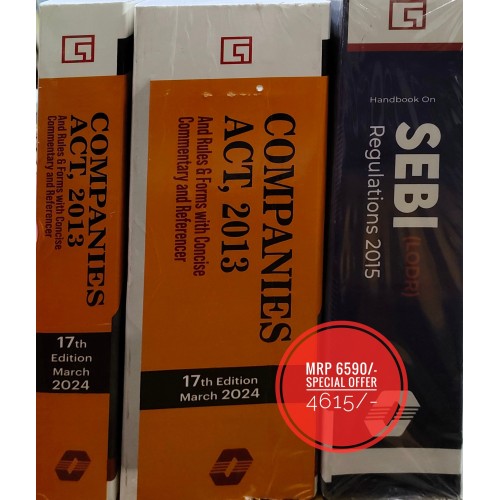 COMPANIES
ACT, 2013
And Rules & Forms with Concise
Commentary and Referencer
17th
Edition
March
2024
COMPANIES
ACT, 2013
And Rules & Forms with Concise
Commentary and Referencer
17th Edition
March 2024
Handbook On
SEBI (LODR)
Regulations 2015
MRP 6590/-
SPECIAL OFFER
4615/-